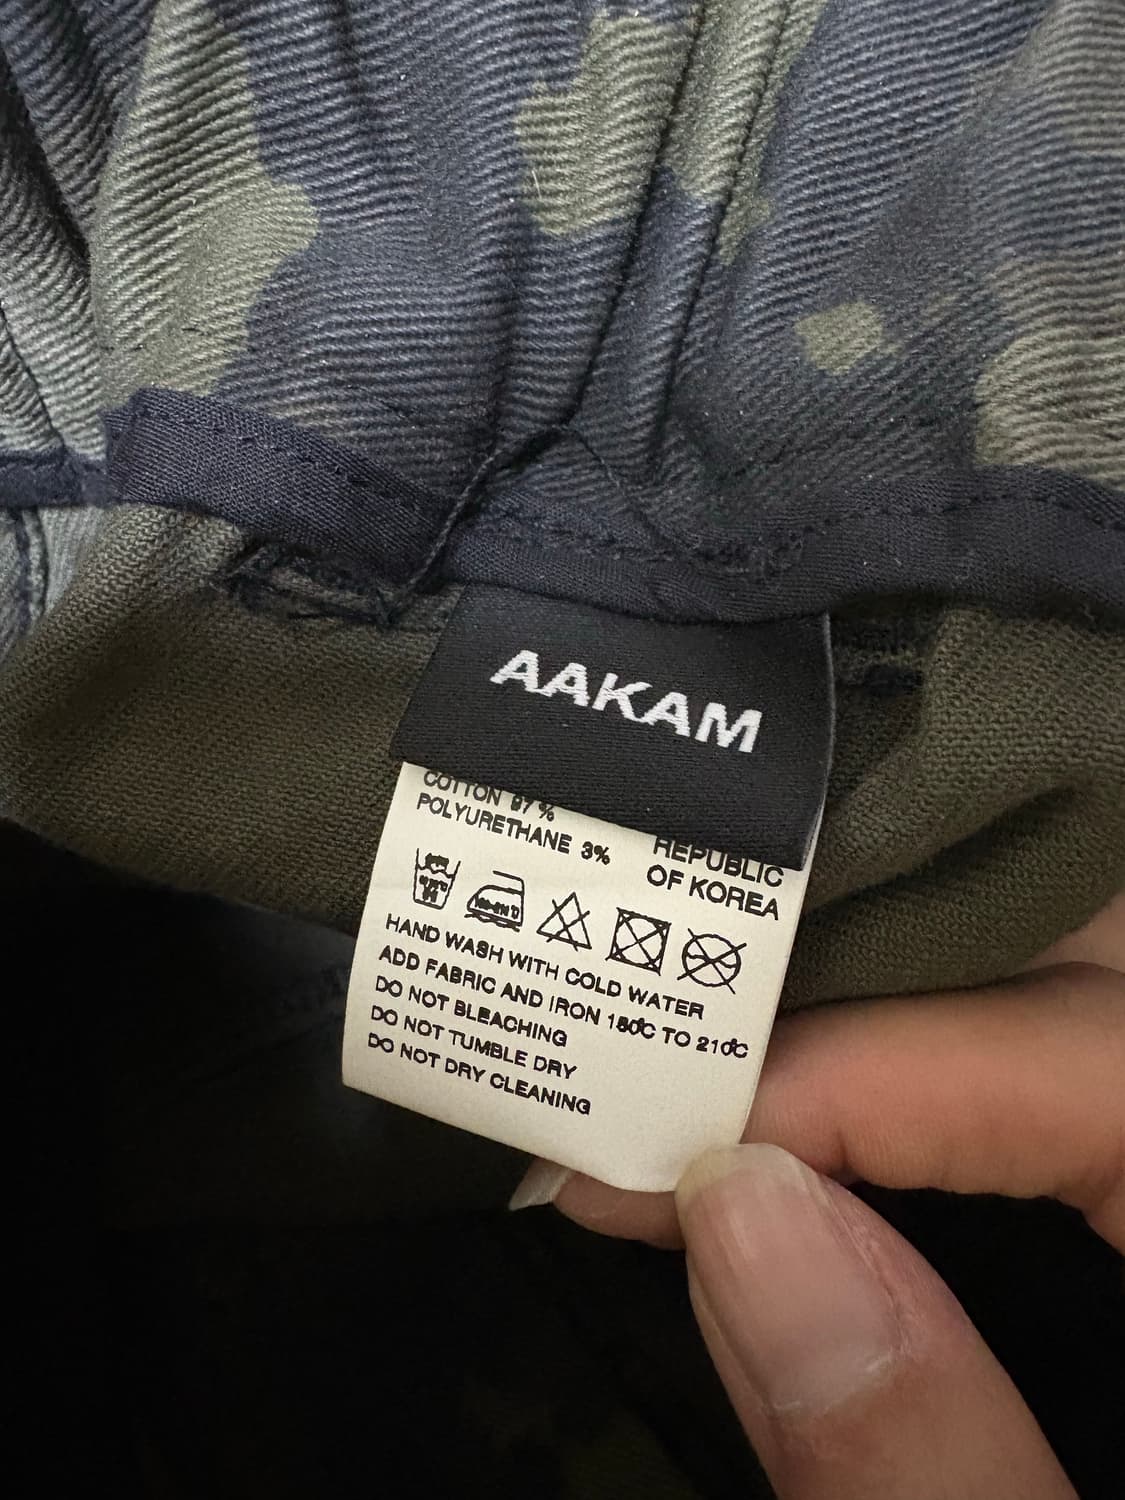 AAKAM
COTTON 97%
POLYURETHANE 3%
REPUBLIC
OF KOREA
HAND WASH WITH COLD WATER
ADD FABRIC AND IRON 180℃ TO 210℃
DO NOT BLEACHING
DO NOT TUMBLE DRY
DO NOT DRY CLEANING